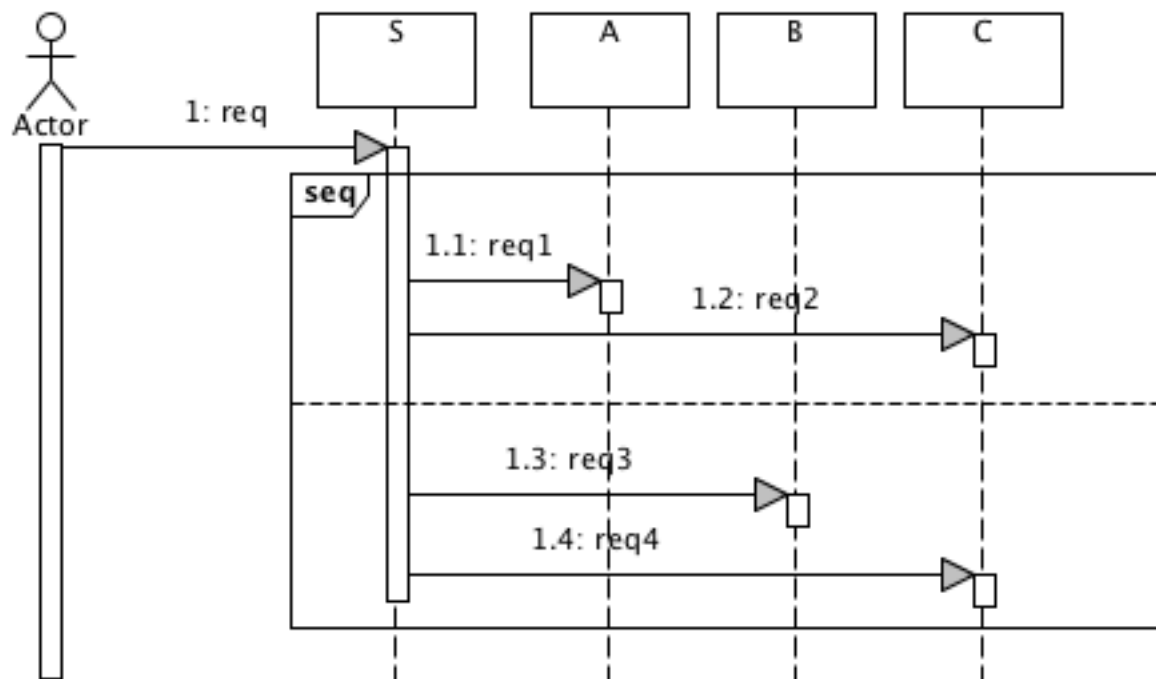 S
A
B
C
Actor
1: req
seq
1.1: req1
1.2: req2
1.3: req3
1.4: req4